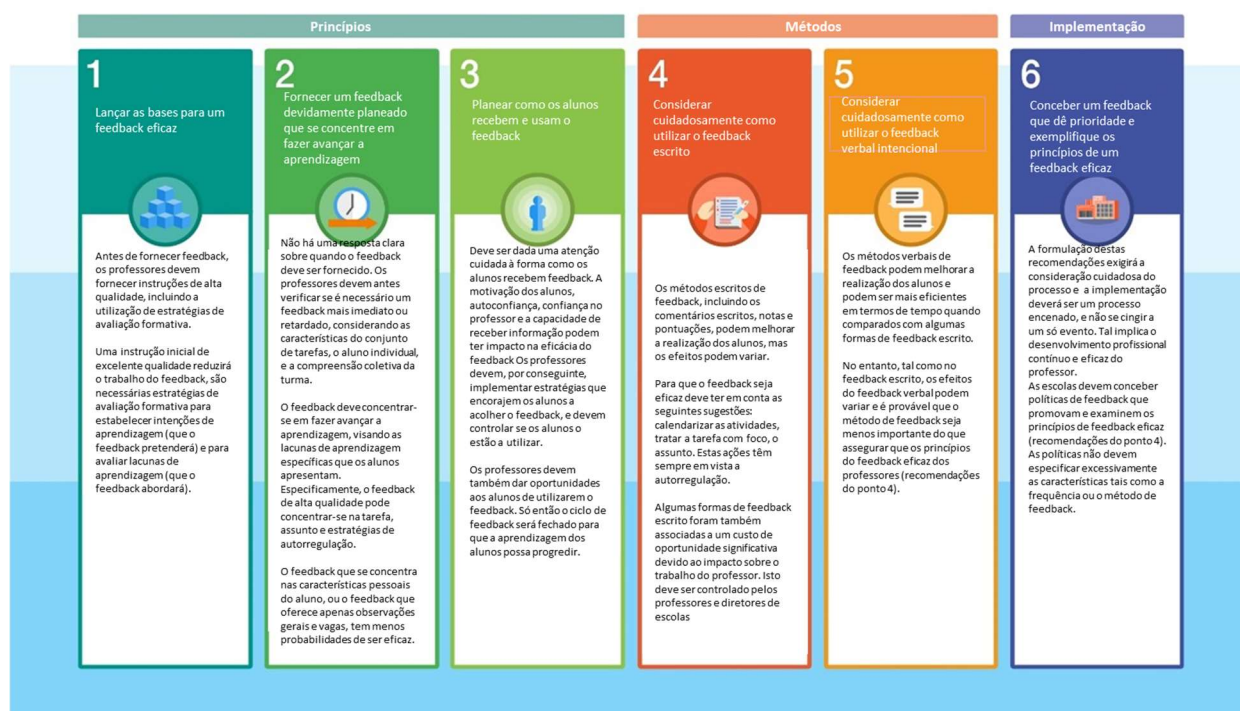 Princípios
Métodos
Implementação
1
Lançar as bases para um
feedback eficaz
Antes de fornecer feedback,
os professores devem
fornecer instruções de alta
qualidade, incluindo a
utilização de estratégias de
avaliação formativa.
Uma instrução inicial de
excelente qualidade reduzirá
o trabalho do feedback, são
necessárias estratégias de
avaliação formativa para
estabelecer intenções de
aprendizagem (que o
feedback pretenderá) e para
avaliar lacunas de
aprendizagem (que o
feedback abordará).
2
Fornecer um feedback
devidamente planeado
que se concentre em
fazer avançar a
aprendizagem
Não há uma resposta clara
sobre quando o feedback
deve ser fornecido. Os
professores devem antes
verificar se é necessário um
feedback mais imediato ou
retardado, considerando as
características do conjunto
de tarefas, o aluno individual,
e a compreensão coletiva da
turma.
O feedback deve concentrar-
se em fazer avançar a
aprendizagem, visando as
lacunas de aprendizagem
específicas que os alunos
apresentam.
Especificamente, o feedback
de alta qualidade pode
concentrar-se na tarefa,
assunto e estratégias de
autorregulação.
O feedback que se concentra
nas características pessoais
do aluno, ou o feedback que
oferece apenas observações
gerais e vagas, tem menos
probabilidades de ser eficaz.
3
Planear como os alunos
recebem e usam o
feedback
Deve ser dada uma atenção
cuidada à forma como os
alunos recebem feedback. A
motivação dos alunos,
autoconfiança, confiança no
professor e a capacidade de
receber informação podem
ter impacto na eficácia do
feedback Os professores
devem, por conseguinte,
implementar estratégias que
encorajem os alunos a
acolher o feedback, e devem
controlar se os alunos o
estão a utilizar.
Os professores devem
também dar oportunidades
aos alunos de utilizarem o
feedback. Só então o ciclo de
feedback será fechado para
que a aprendizagem dos
alunos possa progredir.
4
Considerar
cuidadosamente como
utilizar o feedback
escrito
Os métodos escritos de
feedback, incluindo os
comentários escritos, notas e
pontuações, podem melhorar
a realização dos alunos, mas
os efeitos podem variar.
Para que o feedback seja
eficaz deve ter em conta as
seguintes sugestões:
calendarizar as atividades,
tratar a tarefa com foco, o
assunto. Estas ações têm
sempre em vista a
autorregulação.
Algumas formas de feedback
escrito foram também
associadas a um custo de
oportunidade significativa
devido ao impacto sobre o
trabalho do professor. Isto
deve ser controlado pelos
professores e diretores de
escolas
5
Considerar
cuidadosamente como
utilizar o feedback
verbal intencional
Os métodos verbais de
feedback podem melhorar a
realização dos alunos e
podem ser mais eficientes
em termos de tempo quando
comparados com algumas
formas de feedback escrito.
No entanto, tal como no
feedback escrito, os efeitos
do feedback verbal podem
variar e é provável que o
método de feedback seja
menos importante do que
assegurar que os princípios
do feedback eficaz dos
professores (recomendações
do ponto 4).
6
Conceber um feedback
que dê prioridade e
exemplifique os
princípios de um
feedback eficaz
A formulação destas
recomendações exigirá a
consideração cuidadosa do
processo e a implementação
deverá ser um processo
encenado, e não se cingir a
um só evento. Tal implica o
desenvolvimento profissional
contínuo e eficaz do
professor.
As escolas devem conceber
políticas de feedback que
promovam e examinem os
princípios de feedback eficaz
(recomendações do ponto 4).
As políticas não devem
especificar excessivamente
as características tais como a
frequência ou o método de
feedback.